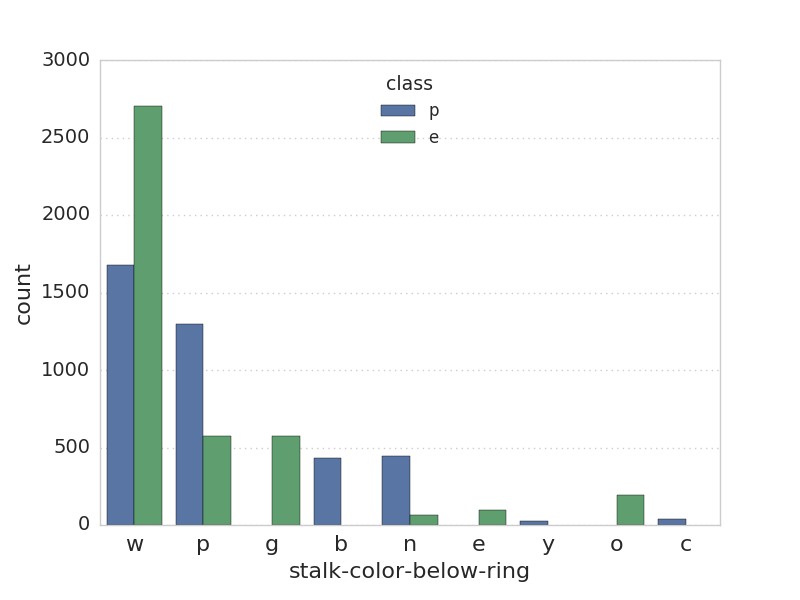 3000
class
p
e
2500
2000
1500
1000
500
0
count
w p g b n e y o c
stalk-color-below-ring